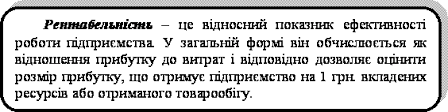 Рентабельність – це відносний показник ефективності
роботи підприємства. У загальній формі він обчислюється як
відношення прибутку до витрат і відповідно дозволяє оцінити
розмір прибутку, що отримує підприємство на 1 грн. вкладених
ресурсів або отриманого товарообігу.